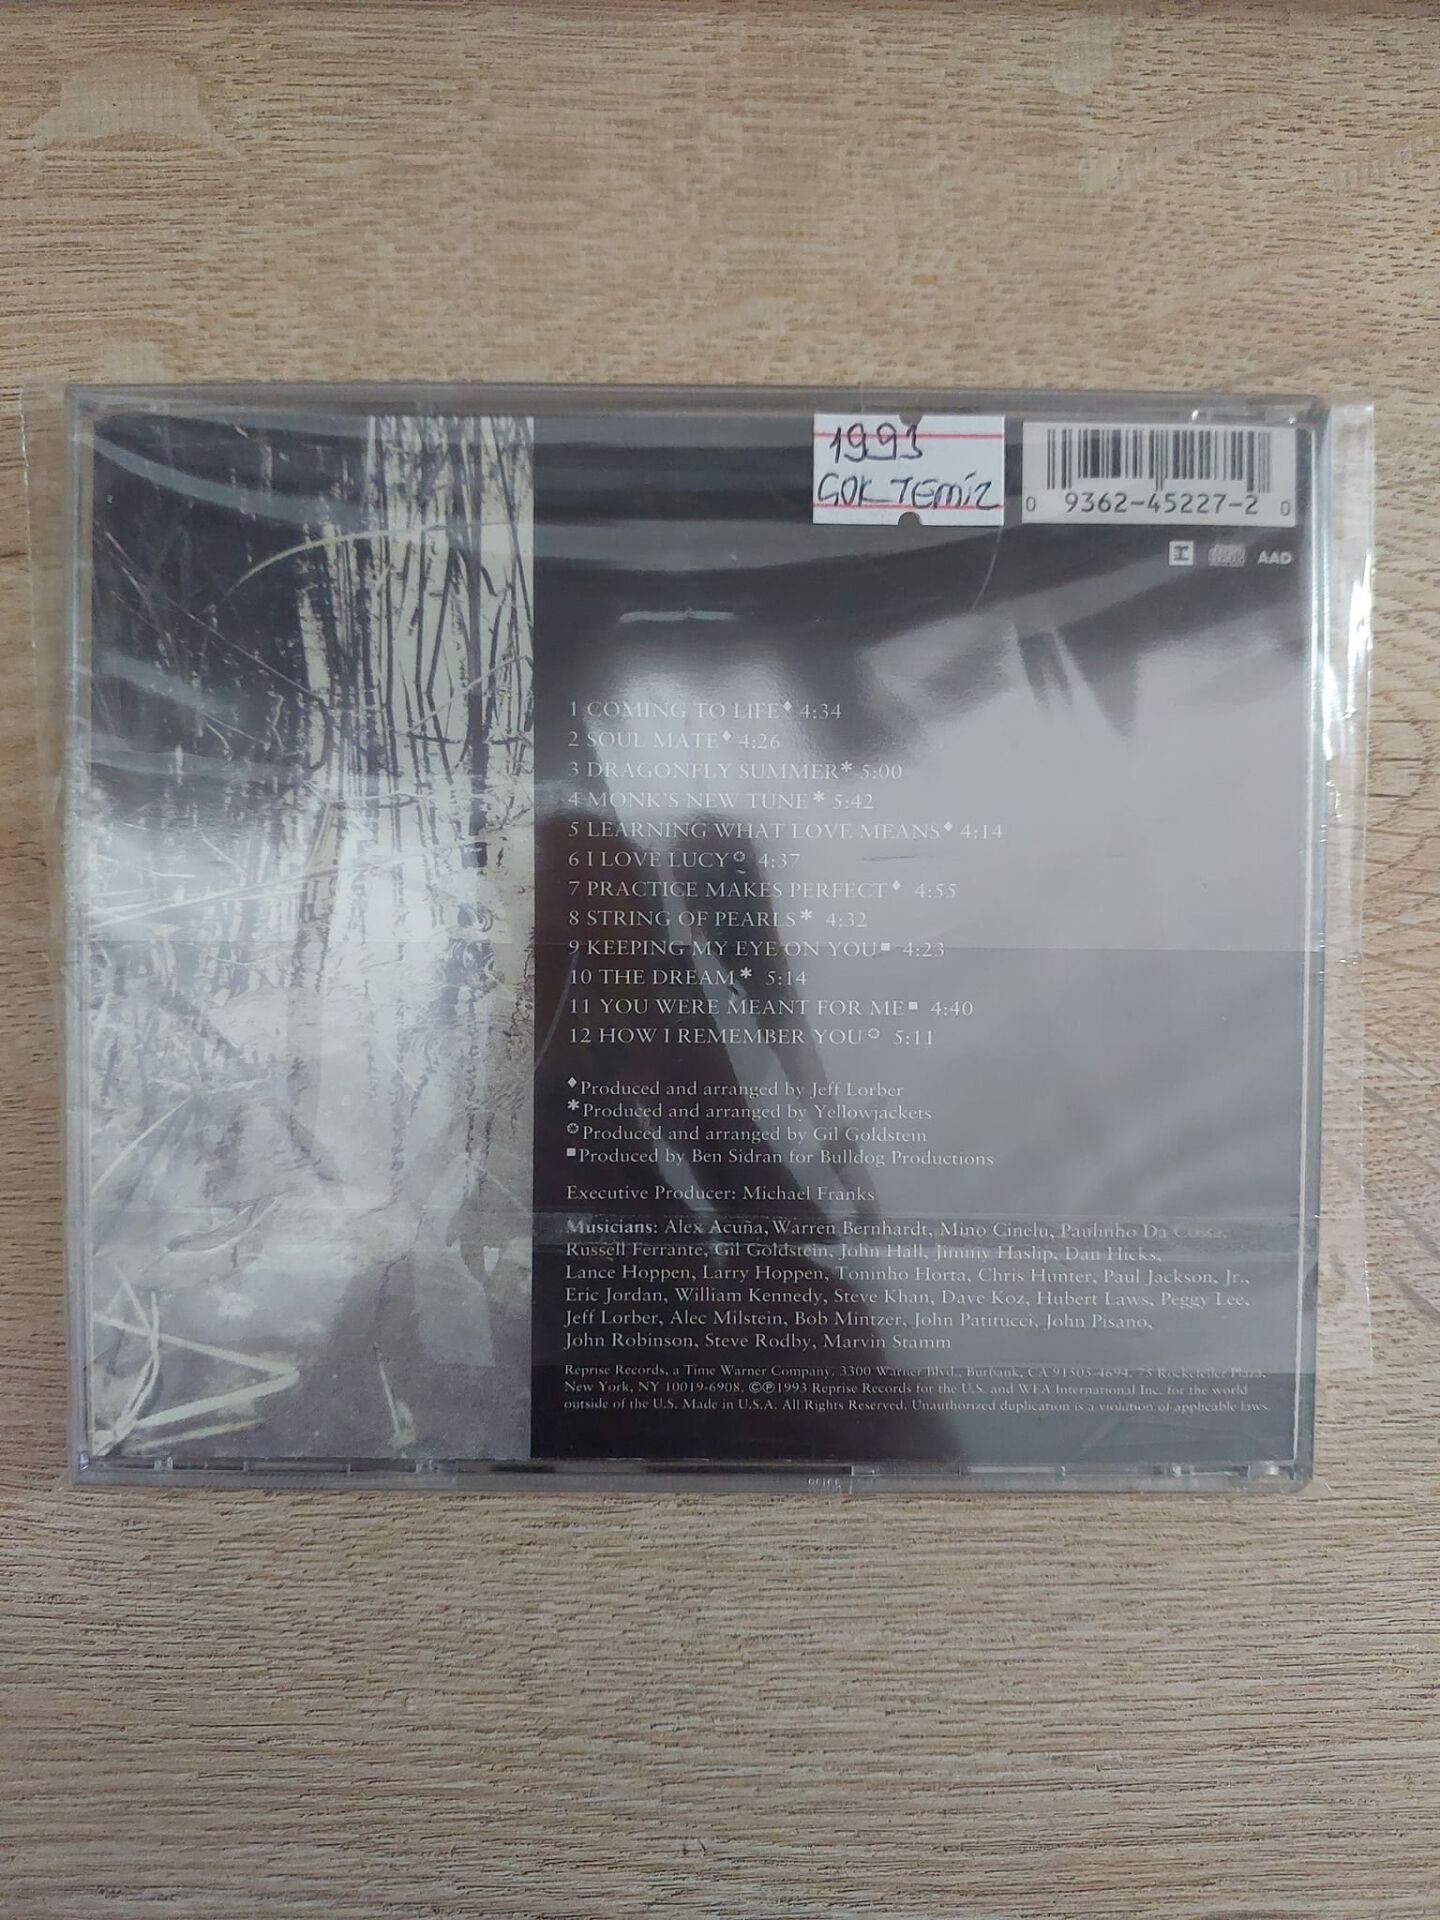 1993
ÇOK TEMİZ
0 9362-45227-2 0
AAD
1 COMING TO LIFE♦ 4:34
2 SOUL MATE♦ 4:26
3 DRAGONFLY SUMMER* 5:00
4 MONK'S NEW TUNE* 5:42
5 LEARNING WHAT LOVE MEANS♦ 4:14
6 I LOVE LUCY✪ 4:37
7 PRACTICE MAKES PERFECT♦ 4:55
8 STRING OF PEARLS* 4:32
9 KEEPING MY EYE ON YOU■ 4:23
10 THE DREAM* 5:14
11 YOU WERE MEANT FOR ME■ 4:40
12 HOW I REMEMBER YOU✪ 5:11
♦Produced and arranged by Jeff Lorber
*Produced and arranged by Yellowjackets
✪Produced and arranged by Gil Goldstein
■Produced by Ben Sidran for Bulldog Productions
Executive Producer: Michael Franks
Musicians: Alex Acuña, Warren Bernhardt, Mino Cinelu, Paulinho Da Costa,
Russell Ferrante, Gil Goldstein, John Hall, Jimmy Haslip, Dan Hicks,
Lance Hoppen, Larry Hoppen, Toninho Horta, Chris Hunter, Paul Jackson, Jr.,
Eric Jordan, William Kennedy, Steve Khan, Dave Koz, Hubert Laws, Peggy Lee,
Jeff Lorber, Alec Milstein, Bob Mintzer, John Patitucci, John Pisano,
John Robinson, Steve Rodby, Marvin Stamm
Reprise Records, a Time Warner Company. 3300 Warner Blvd., Burbank, CA 91505-4694. 75 Rockefeller Plaza,
New York, NY 10019-6908. ©℗1993 Reprise Records for the U.S. and WEA International Inc. for the world
outside of the U.S. Made in U.S.A. All Rights Reserved. Unauthorized duplication is a violation of applicable laws.